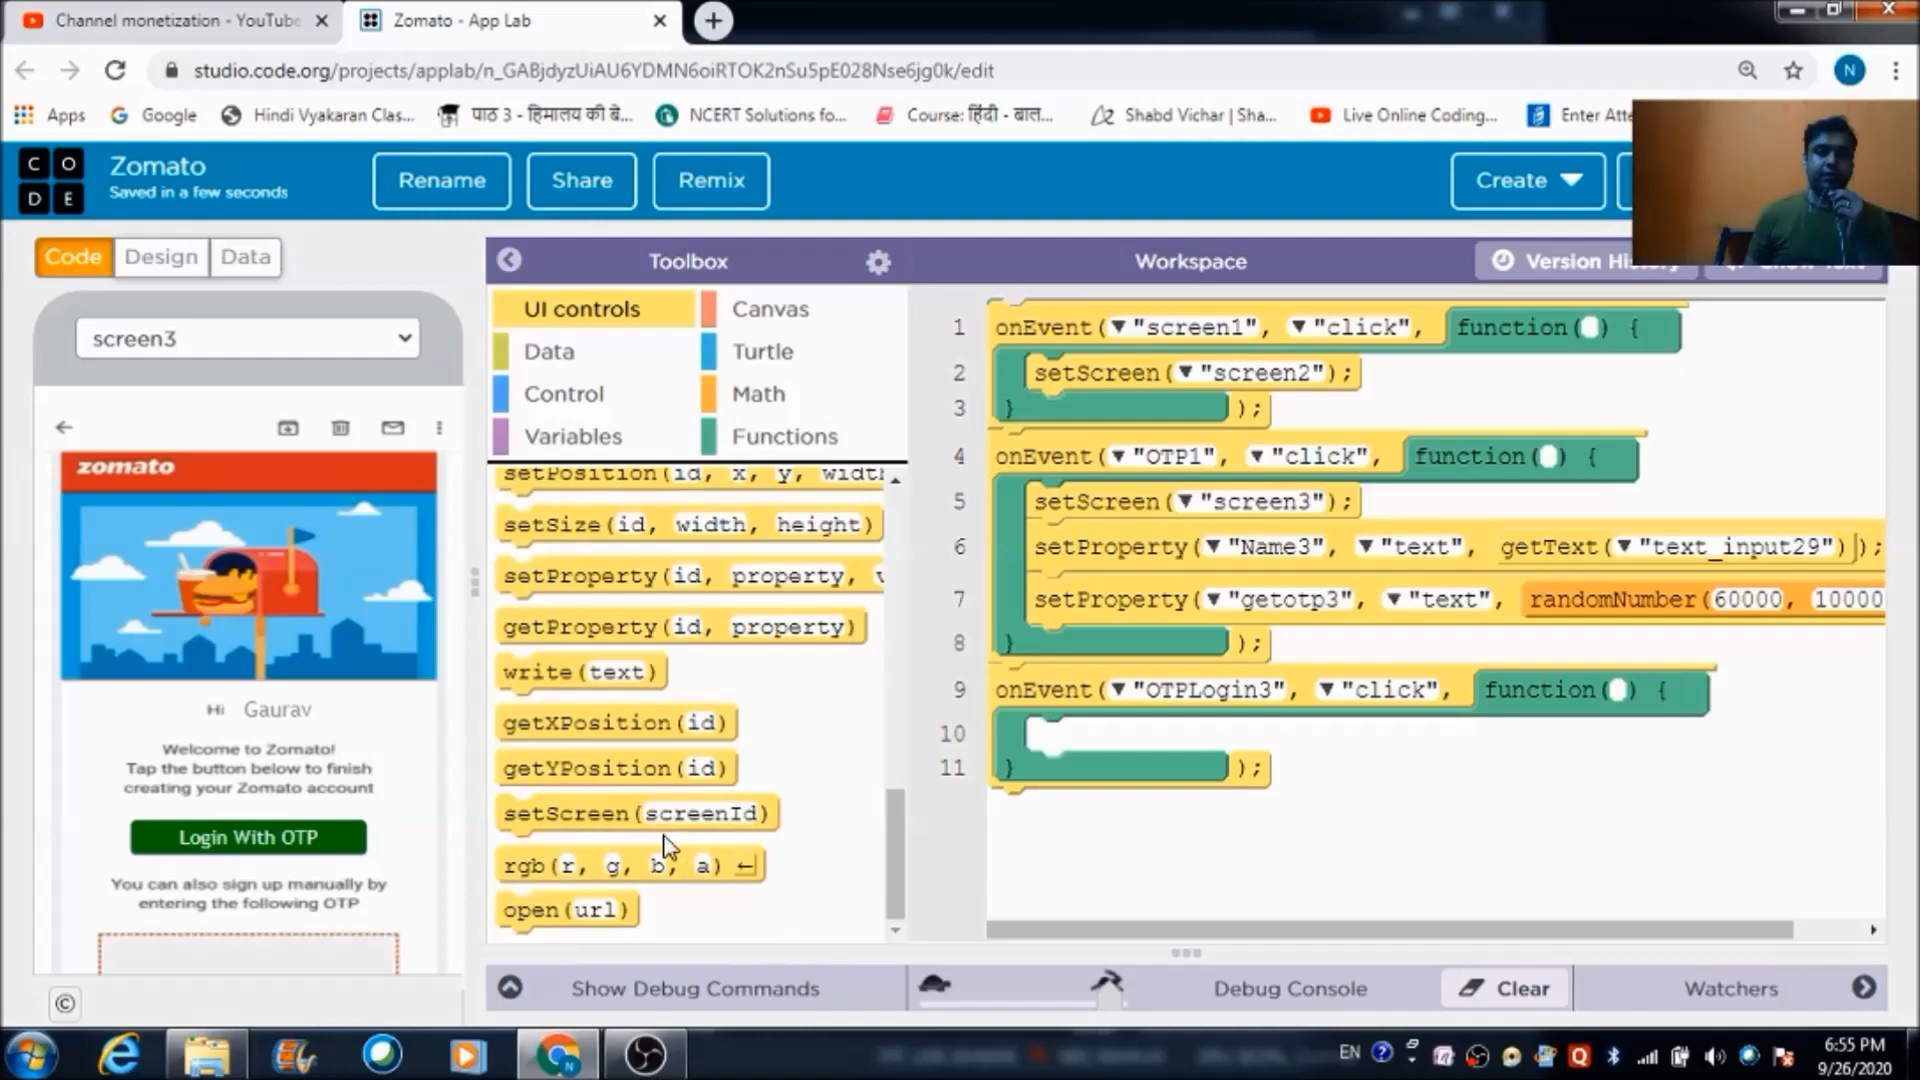 Channel monetization - YouTube
Zomato - App Lab
studio.code.org/projects/applab/n_GABjdyzUiAU6YDMN6oiRTOK2nSu5pE028Nse6jg0k/edit
N
Apps
Google
Hindi Vyakaran Clas...
पाठ 3 - हिमालय की बे...
NCERT Solutions fo...
Course: हिंदी - बाल...
Shabd Vichar | Sha...
Live Online Coding...
Enter Atte
C O
D E
Zomato
Saved in a few seconds
Rename
Share
Remix
Create
Code
Design
Data
Toolbox
Workspace
Version History
screen3
zomato
Hi Gaurav
Welcome to Zomato!
Tap the button below to finish
creating your Zomato account
Login With OTP
You can also sign up manually by
entering the following OTP
UI controls
Canvas
Data
Turtle
Control
Math
Variables
Functions
setPosition(id, x, y, width
setSize(id, width, height)
setProperty(id, property, v
getProperty(id, property)
write(text)
getXPosition(id)
getYPosition(id)
setScreen(screenId)
rgb(r, g, b, a)
open(url)
1 onEvent(▼"screen1", ▼"click", function() {
2 setScreen(▼"screen2");
3 } );
4 onEvent(▼"OTP1", ▼"click", function() {
5 setScreen(▼"screen3");
6 setProperty(▼"Name3", ▼"text", getText(▼"text_input29"));
7 setProperty(▼"getotp3", ▼"text", randomNumber(60000, 10000
8 } );
9 onEvent(▼"OTPLogin3", ▼"click", function() {
10
11 } );
Show Debug Commands
Debug Console
Clear
Watchers
EN
6:55 PM
9/26/2020